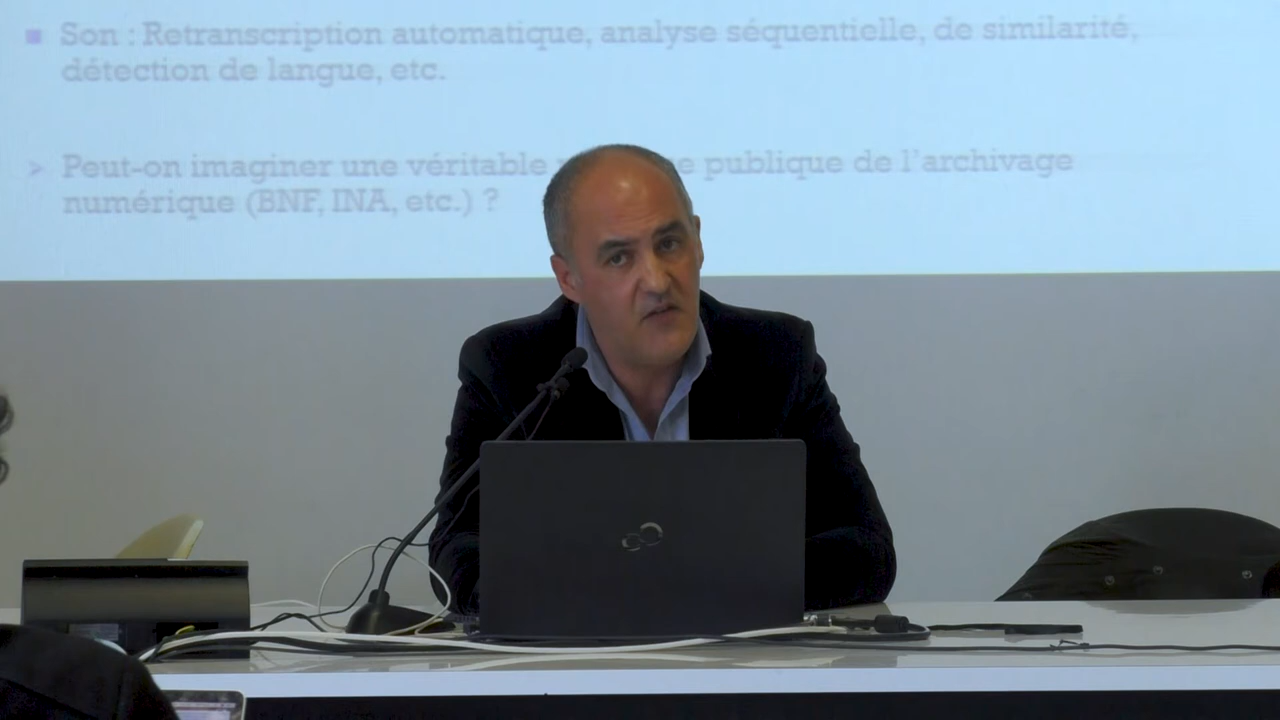 Son : Retranscription automatique, analyse séquentielle, de similarité,
détection de langue, etc.
> Peut-on imaginer une véritable publique de l'archivage
numérique (BNF, INA, etc.) ?